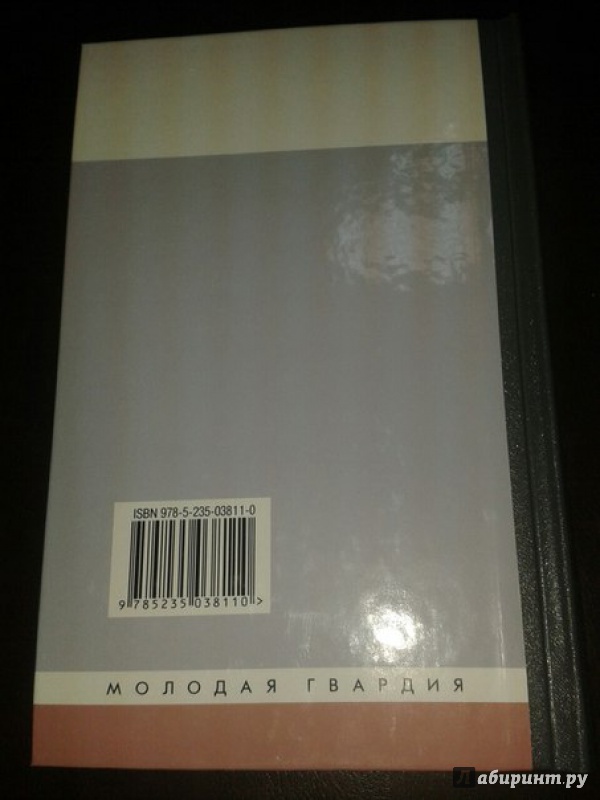 ISBN 978-5-235-03811-0
9 785235 038110 >
МОЛОДАЯ ГВАРДИЯ
Лабиринт.ру